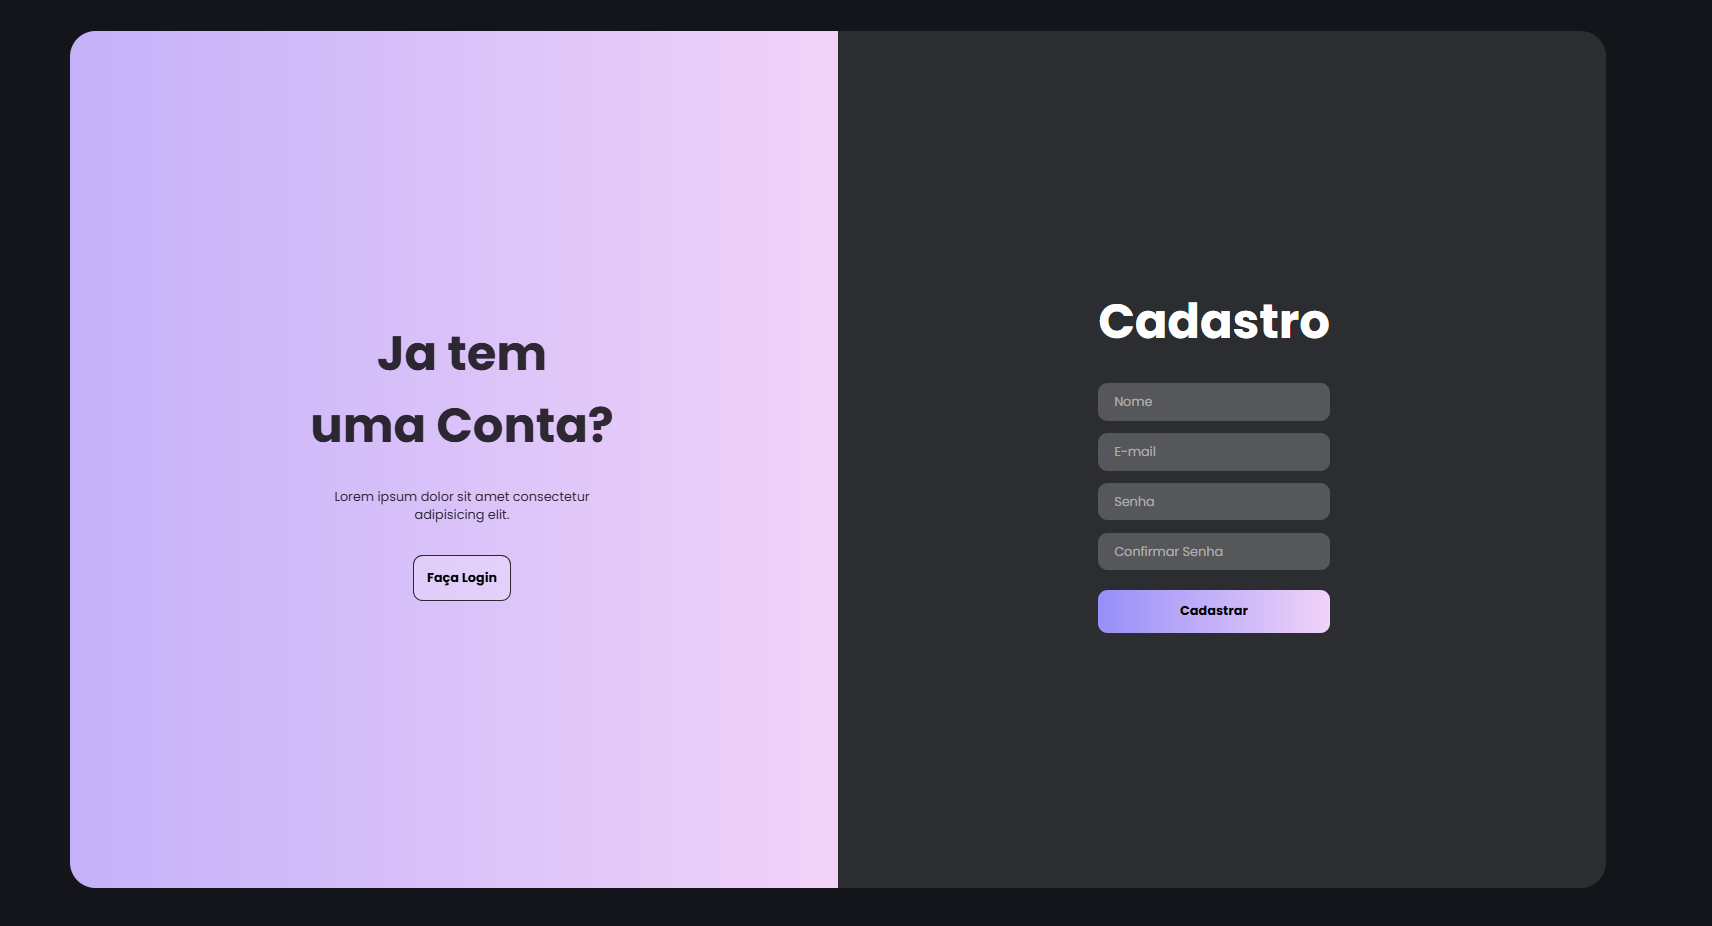 Ja tem
uma Conta?
Lorem ipsum dolor sit amet consectetur
adipisicing elit.
Faça Login
Cadastro
Nome
E-mail
Senha
Confirmar Senha
Cadastrar